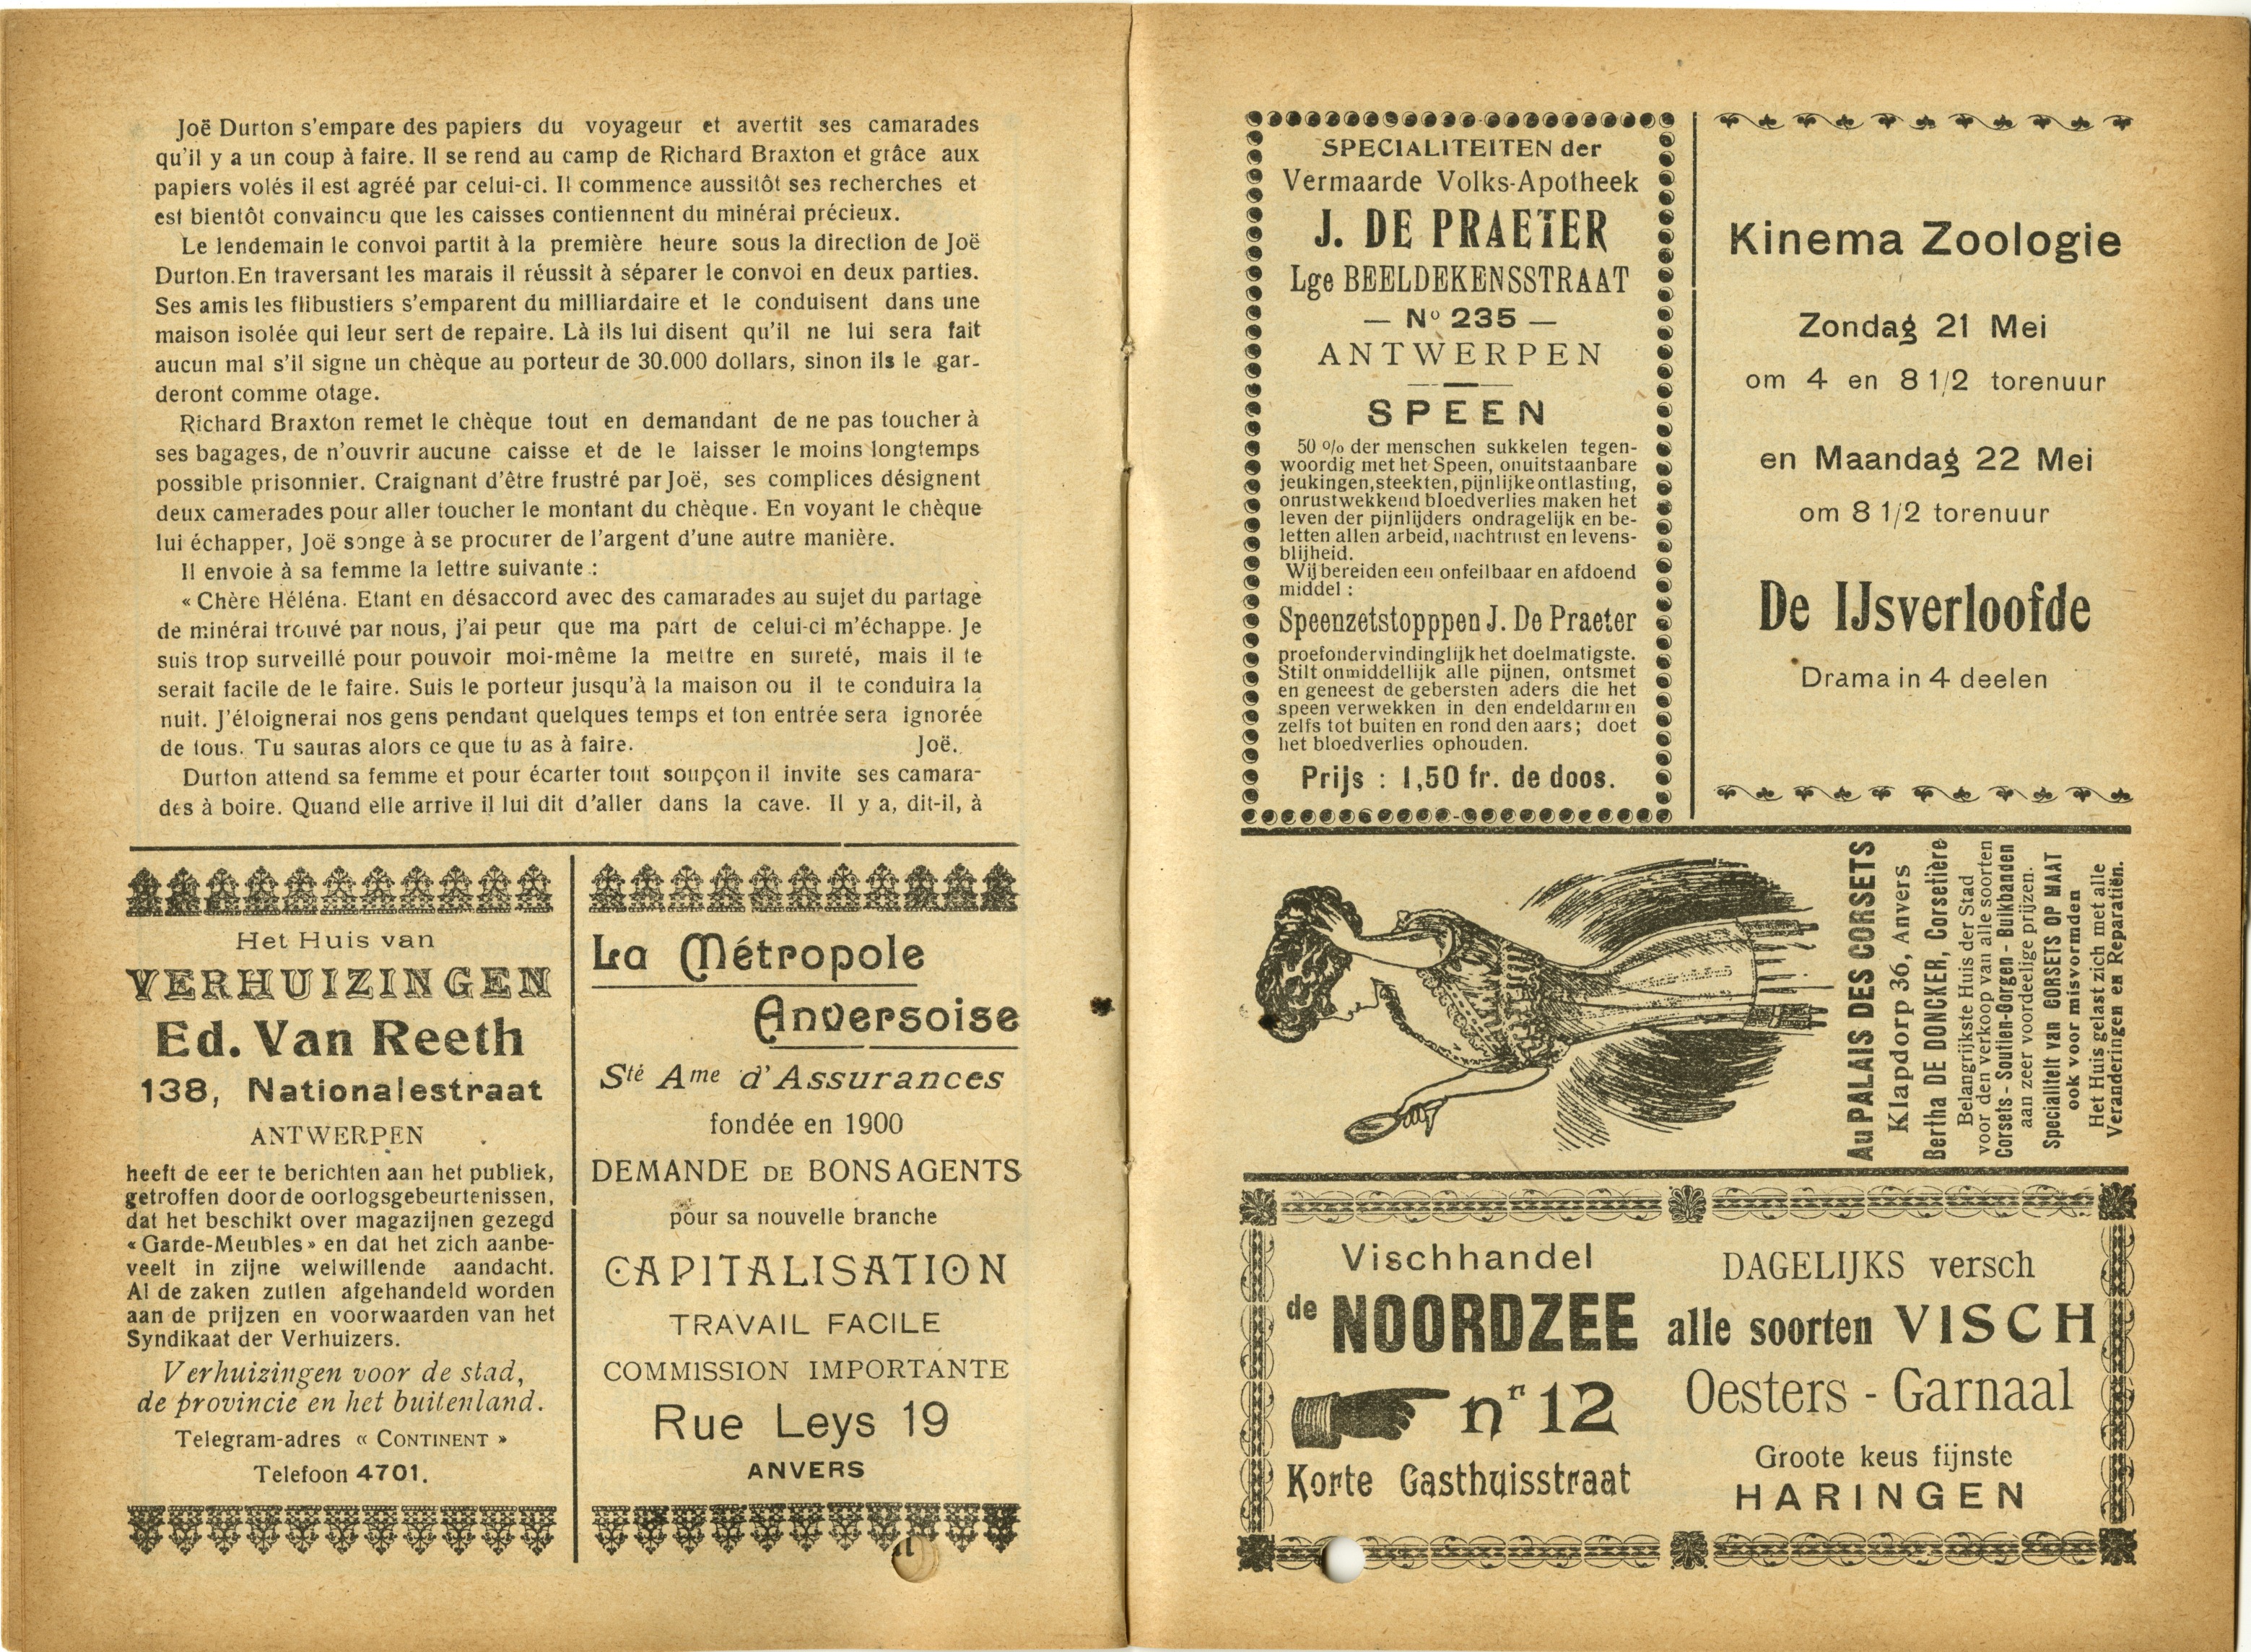 Joë Durton s'empare des papiers du voyageur et avertit ses camarades
qu'il y a un coup à faire. Il se rend au camp de Richard Braxton et grâce aux
papiers volés il est agréé par celui-ci. Il commence aussitôt ses recherches et
est bientôt convaincu que les caisses contiennent du minérai précieux.
Le lendemain le convoi partit à la première heure sous la direction de Joë
Durton.En traversant les marais il réussit à séparer le convoi en deux parties.
Ses amis les flibustiers s'emparent du milliardaire et le conduisent dans une
maison isolée qui leur sert de repaire. Là ils lui disent qu'il ne lui sera fait
aucun mal s'il signe un chèque au porteur de 30.000 dollars, sinon ils le gar-
deront comme otage.
Richard Braxton remet le chèque tout en demandant de ne pas toucher à
ses bagages, de n'ouvrir aucune caisse et de le laisser le moins longtemps
possible prisonnier. Craignant d'être frustré par Joë, ses complices désignent
deux camerades pour aller toucher le montant du chèque. En voyant le chèque
lui échapper, Joë songe à se procurer de l'argent d'une autre manière.
Il envoie à sa femme la lettre suivante :
« Chère Héléna. Etant en désaccord avec des camarades au sujet du partage
de minérai trouvé par nous, j'ai peur que ma part de celui-ci m'échappe. Je
suis trop surveillé pour pouvoir moi-même la mettre en sureté, mais il te
serait facile de le faire. Suis le porteur jusqu'à la maison ou il te conduira la
nuit. J'éloignerai nos gens pendant quelques temps et ton entrée sera ignorée
de tous. Tu sauras alors ce que tu as à faire. Joë.
Durton attend sa femme et pour écarter tout soupçon il invite ses camara-
des à boire. Quand elle arrive il lui dit d'aller dans la cave. Il y a, dit-il, à
Het Huis van
VERHUIZINGEN
Ed. Van Reeth
138, Nationalestraat
ANTWERPEN
heeft de eer te berichten aan het publiek,
getroffen door de oorlogsgebeurtenissen,
dat het beschikt over magazijnen gezegd
« Garde-Meubles » en dat het zich aanbe-
veelt in zijne welwillende aandacht.
Al de zaken zullen afgehandeld worden
aan de prijzen en voorwaarden van het
Syndikaat der Verhuizers.
Verhuizingen voor de stad,
de provincie en het buitenland.
Telegram-adres « CONTINENT »
Telefoon 4701.
La Métropole
Anversoise
Sté Ame d'Assurances
fondée en 1900
DEMANDE DE BONS AGENTS
pour sa nouvelle branche
CAPITALISATION
TRAVAIL FACILE
COMMISSION IMPORTANTE
Rue Leys 19
ANVERS
SPECIALITEITEN der
Vermaarde Volks-Apotheek
J. DE PRAETER
Lge BEELDEKENSSTRAAT
— No 235 —
ANTWERPEN
SPEEN
50 % der menschen sukkelen tegen-
woordig met het Speen, onuitstaanbare
jeukingen, steekten, pijnlijke ontlasting,
onrustwekkend bloedverlies maken het
leven der pijnlijders ondragelijk en be-
letten allen arbeid, nachtrust en levens-
blijheid.
Wij bereiden een onfeilbaar en afdoend
middel :
Speenzetstopppen J. De Praeter
proefondervindinglijk het doelmatigste.
Stilt onmiddellijk alle pijnen, ontsmet
en geneest de gebersten aders die het
speen verwekken in den endeldarm en
zelfs tot buiten en rond den aars; doet
het bloedverlies ophouden.
Prijs : 1,50 fr. de doos.
Kinema Zoologie
Zondag 21 Mei
om 4 en 8 1/2 torenuur
en Maandag 22 Mei
om 8 1/2 torenuur
De IJsverloofde
Drama in 4 deelen
Au PALAIS DES CORSETS
Klapdorp 36, Anvers
Bertha DE DONCKER, Corsetière
Belangrijkste Huis der Stad
voor den verkoop van alle soorten
Corsets - Soutien-Gorgen - Buikbanden
aan zeer voordeelige prijzen.
Specialiteit van CORSETS OP MAAT
ook voor misvormden
Het Huis gelast zich met alle
Veranderingen en Reparatiën.
Vischhandel
de NOORDZEE
nr 12
Korte Gasthuisstraat
DAGELIJKS versch
alle soorten VISCH
Oesters - Garnaal
Groote keus fijnste
HARINGEN